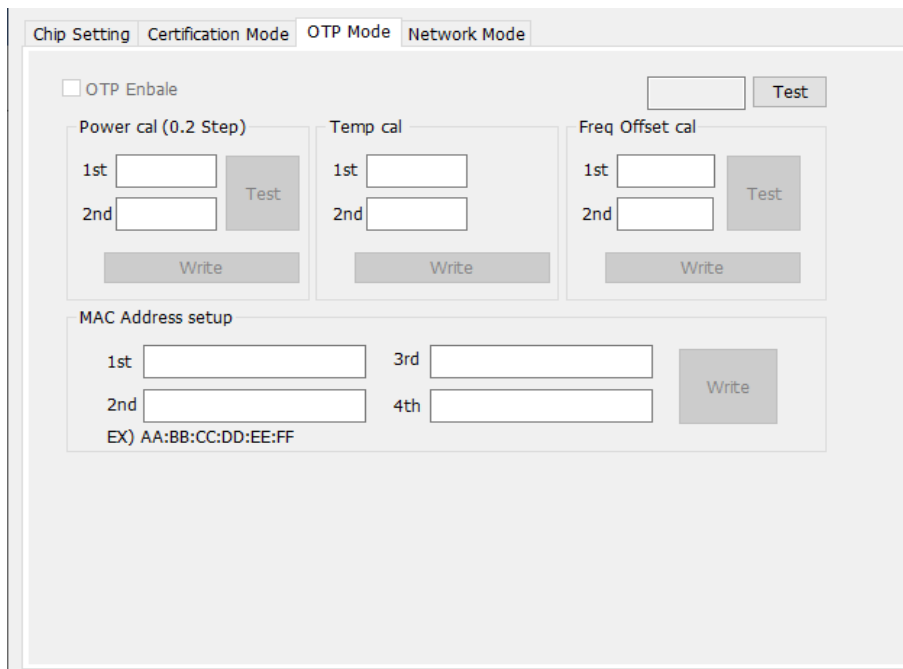 Chip Setting Certification Mode OTP Mode Network Mode
OTP Enbale
Test
Power cal (0.2 Step) Temp cal Freq Offset cal
1st Test 1st 1st Test
2nd 2nd 2nd
Write Write Write
MAC Address setup
1st 3rd Write
2nd 4th
EX) AA:BB:CC:DD:EE:FF